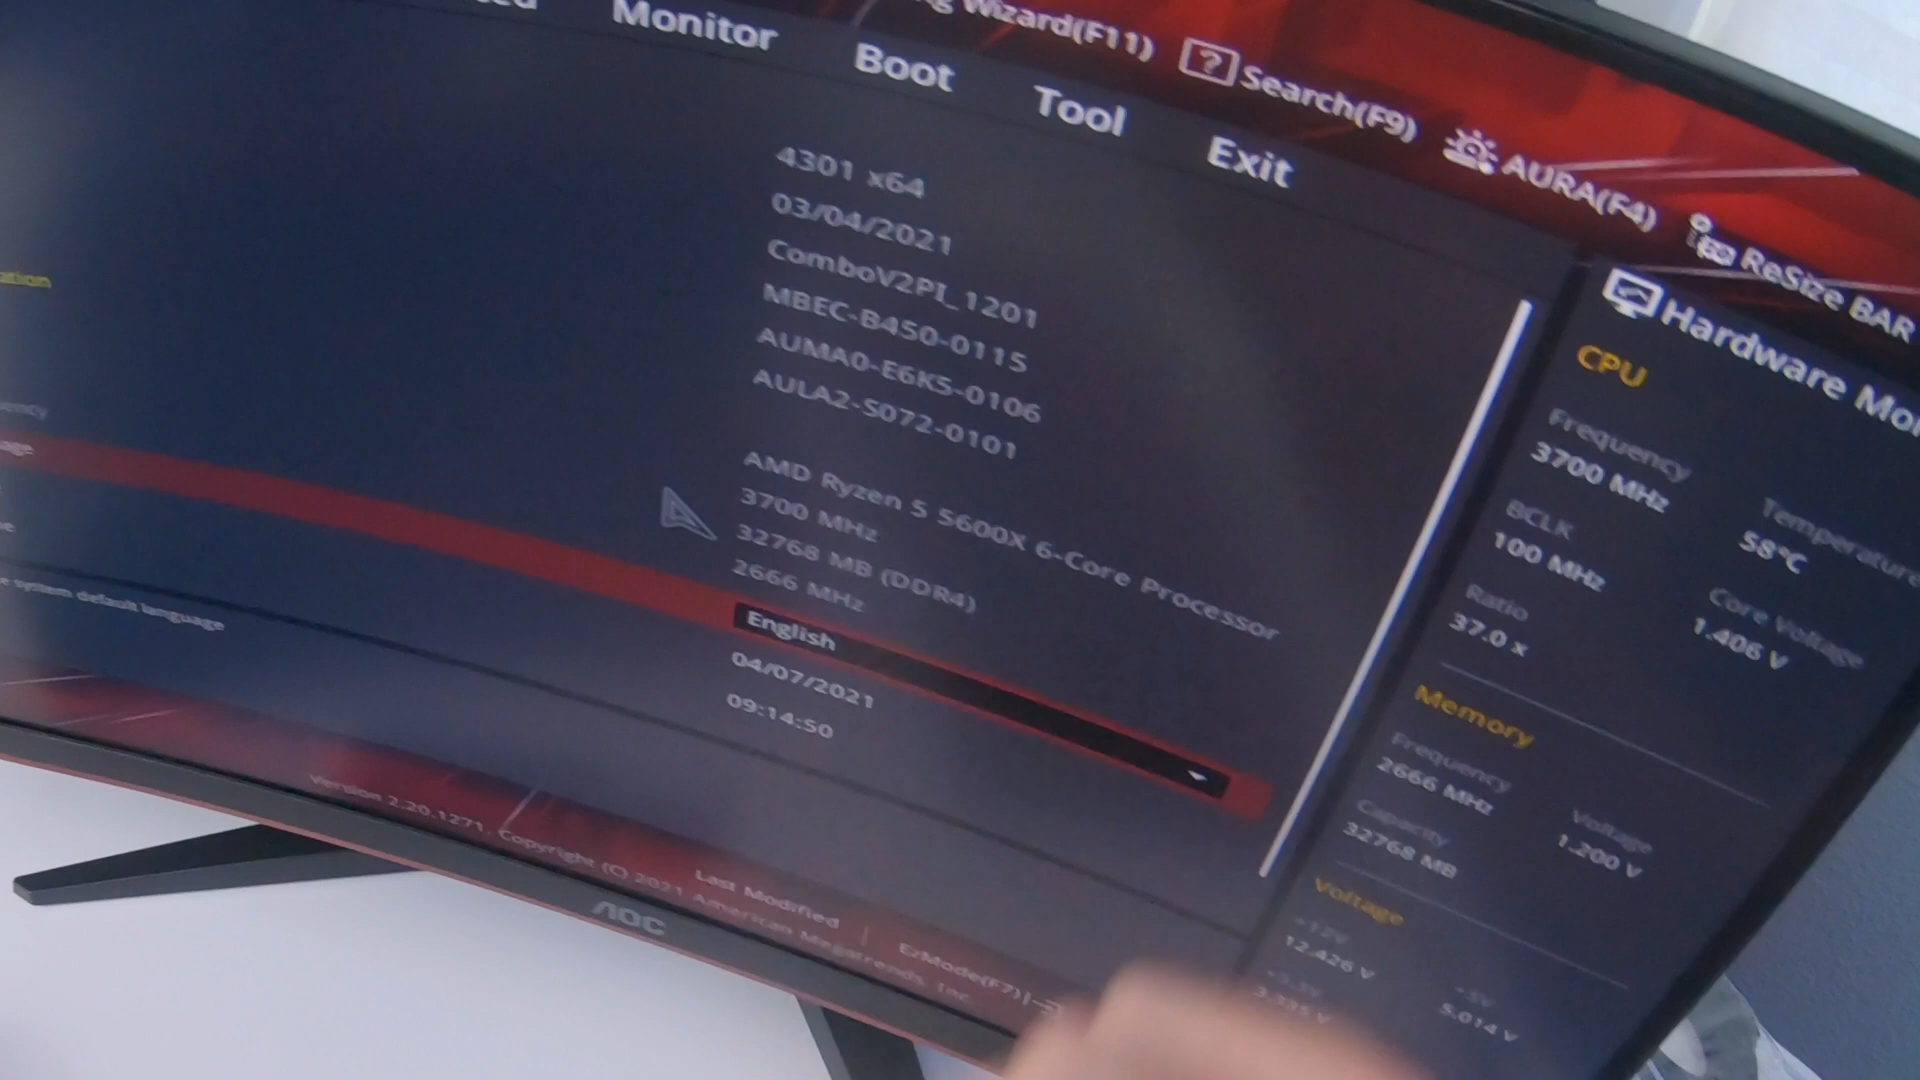 Monitor
Boot
Tool
Exit
Wizard(F11)
Search(F9)
AURA(F4)
ReSize BAR
4301 x64
03/04/2021
ComboV2PI_1201
MBEC-B450-0115
AUMA0-E6K5-0106
AULA2-S072-0101
AMD Ryzen 5 5600X 6-Core Processor
3700 MHz
32768 MB (DDR4)
2666 MHz
English
04/07/2021
09:14:50
system default language
Hardware
CPU
Frequency Temperature
3700 MHz 58°C
BCLK Core Voltage
100 MHz 1.406 V
Ratio
37.0 x
Memory
Frequency Voltage
2666 MHz 1.200 V
Capacity
32768 MB
Voltage
+12V +5V
12.426 V 5.014 V
Last Modified
EzMode(F7)
Version 2.20.1271. Copyright (C) 2021 American Megatrends, Inc.
AOC